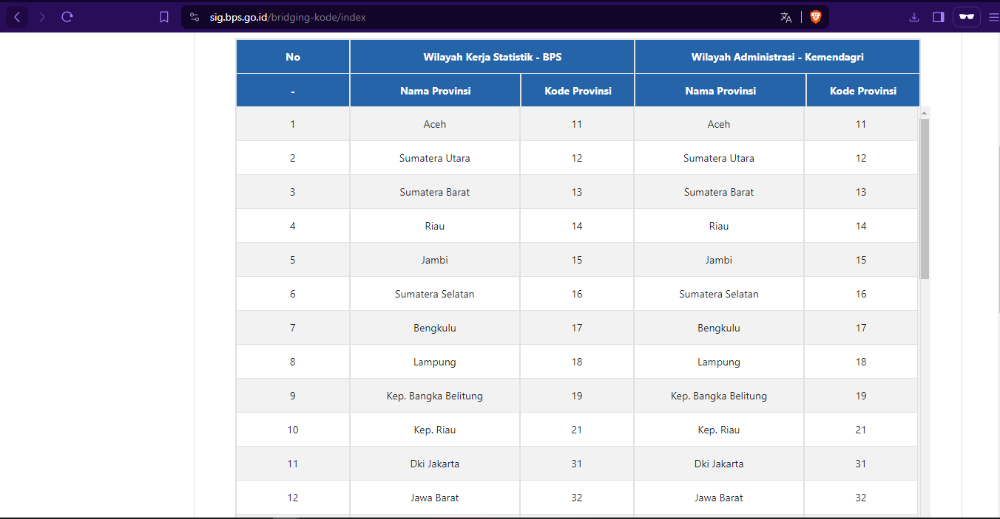 sig.bps.go.id/bridging-kode/index
No Wilayah Kerja Statistik - BPS Wilayah Administrasi - Kemendagri
- Nama Provinsi Kode Provinsi Nama Provinsi Kode Provinsi
1 Aceh 11 Aceh 11
2 Sumatera Utara 12 Sumatera Utara 12
3 Sumatera Barat 13 Sumatera Barat 13
4 Riau 14 Riau 14
5 Jambi 15 Jambi 15
6 Sumatera Selatan 16 Sumatera Selatan 16
7 Bengkulu 17 Bengkulu 17
8 Lampung 18 Lampung 18
9 Kep. Bangka Belitung 19 Kep. Bangka Belitung 19
10 Kep. Riau 21 Kep. Riau 21
11 Dki Jakarta 31 Dki Jakarta 31
12 Jawa Barat 32 Jawa Barat 32